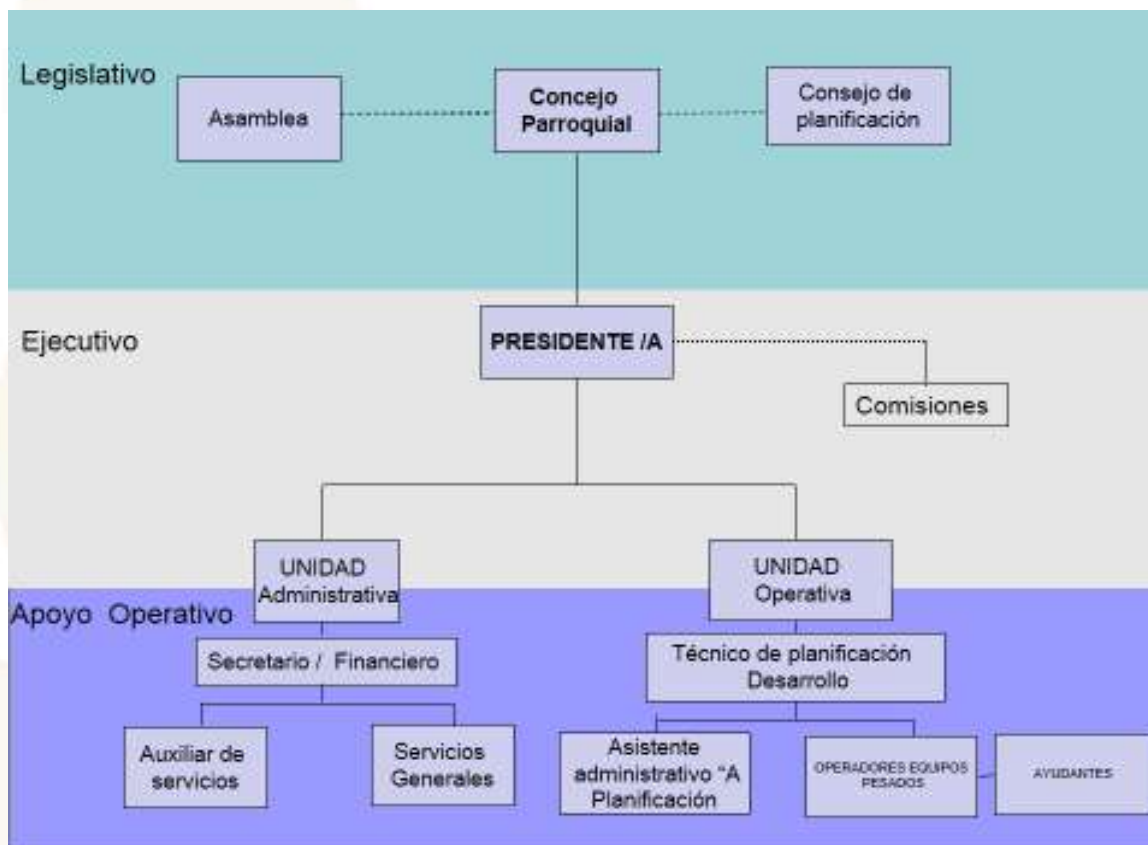 Legislativo
Asamblea
Concejo
Parroquial
Consejo de
planificación
Ejecutivo
PRESIDENTE /A
Comisiones
UNIDAD
Administrativa
UNIDAD
Operativa
Apoyo Operativo
Secretario / Financiero
Técnico de planificación
Desarrollo
Auxiliar de
servicios
Servicios
Generales
Asistente
administrativo “A
Planificación
OPERADORES EQUIPOS
PESADOS
AYUDANTES